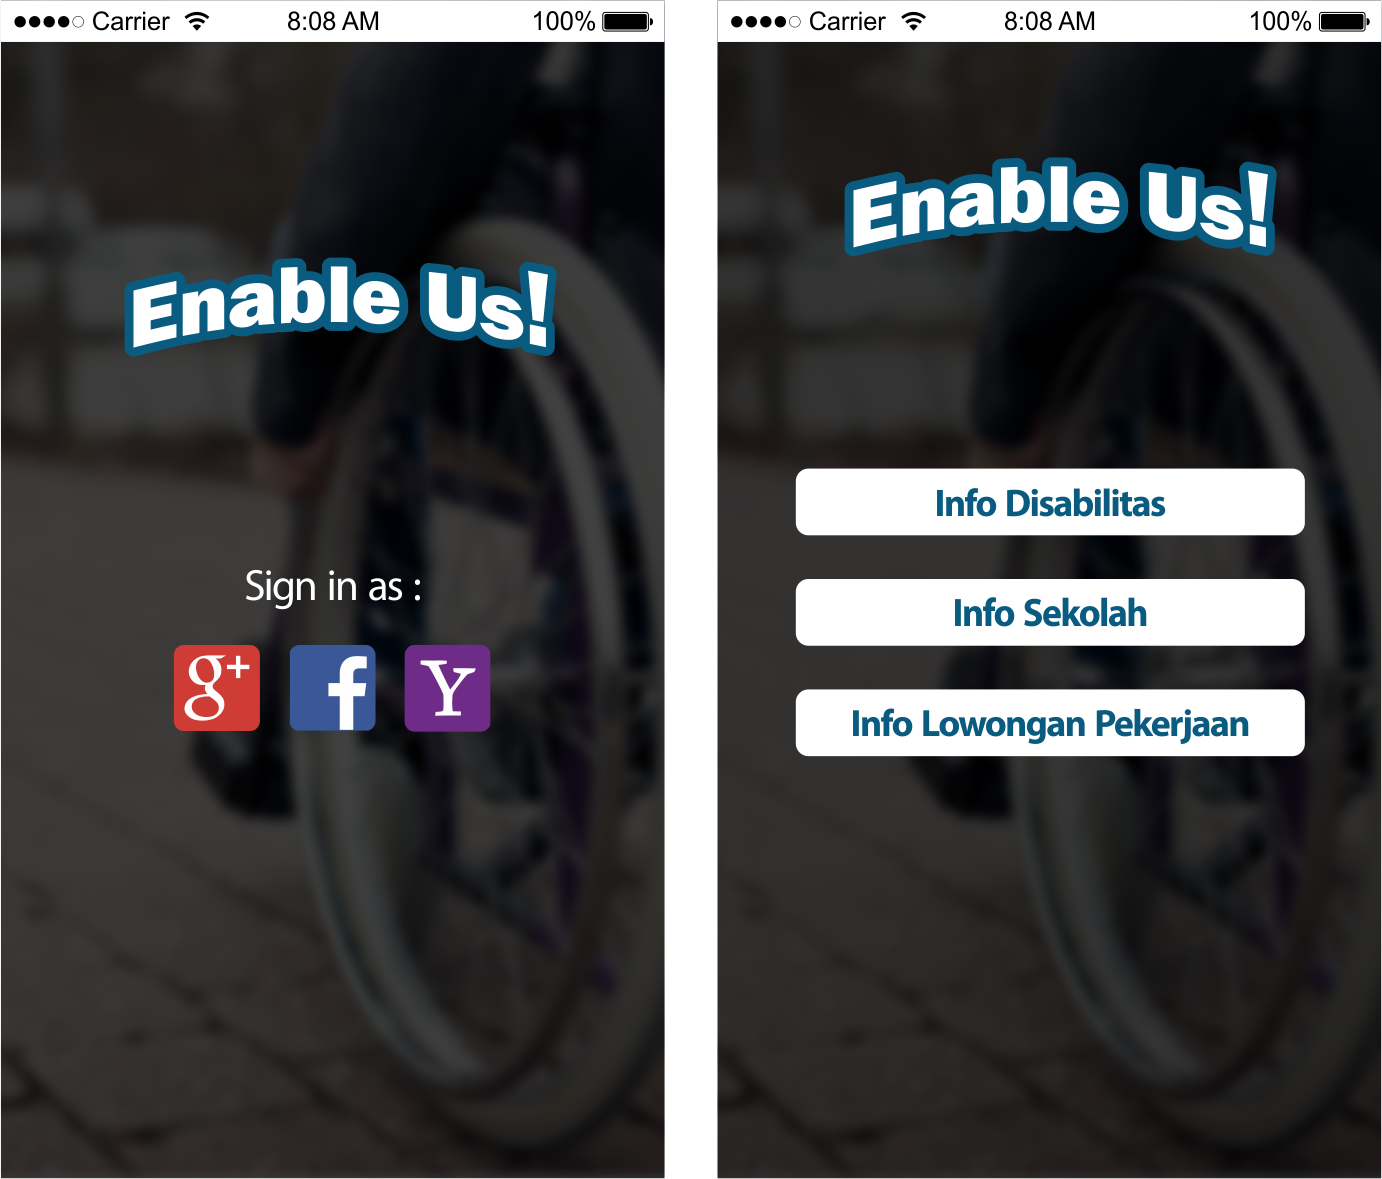 Carrier 8:08 AM 100%
Enable Us!
Sign in as :
g+ f Y
Carrier 8:08 AM 100%
Enable Us!
Info Disabilitas
Info Sekolah
Info Lowongan Pekerjaan